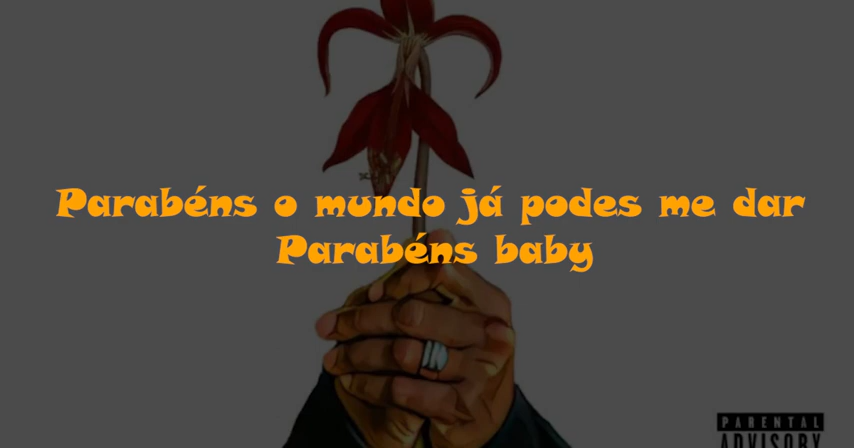 Parabéns o mundo já podes me dar
Parabéns baby
PARENTAL
ADVISORY